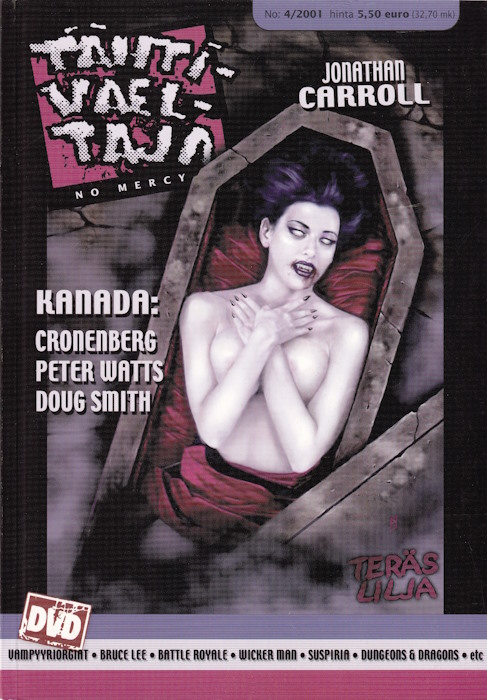 No: 4/2001 hinta 5,50 euro (32,70 mk)
TÄHTI-
VAEL-
TAJA
NO MERCY
JONATHAN
CARROLL
KANADA:
CRONENBERG
PETER WATTS
DOUG SMITH
TERÄS
LILJA
DVD
VAMPYYRIORGIAT • BRUCE LEE • BATTLE ROYALE • WICKER MAN • SUSPIRIA • DUNGEONS & DRAGONS • etc